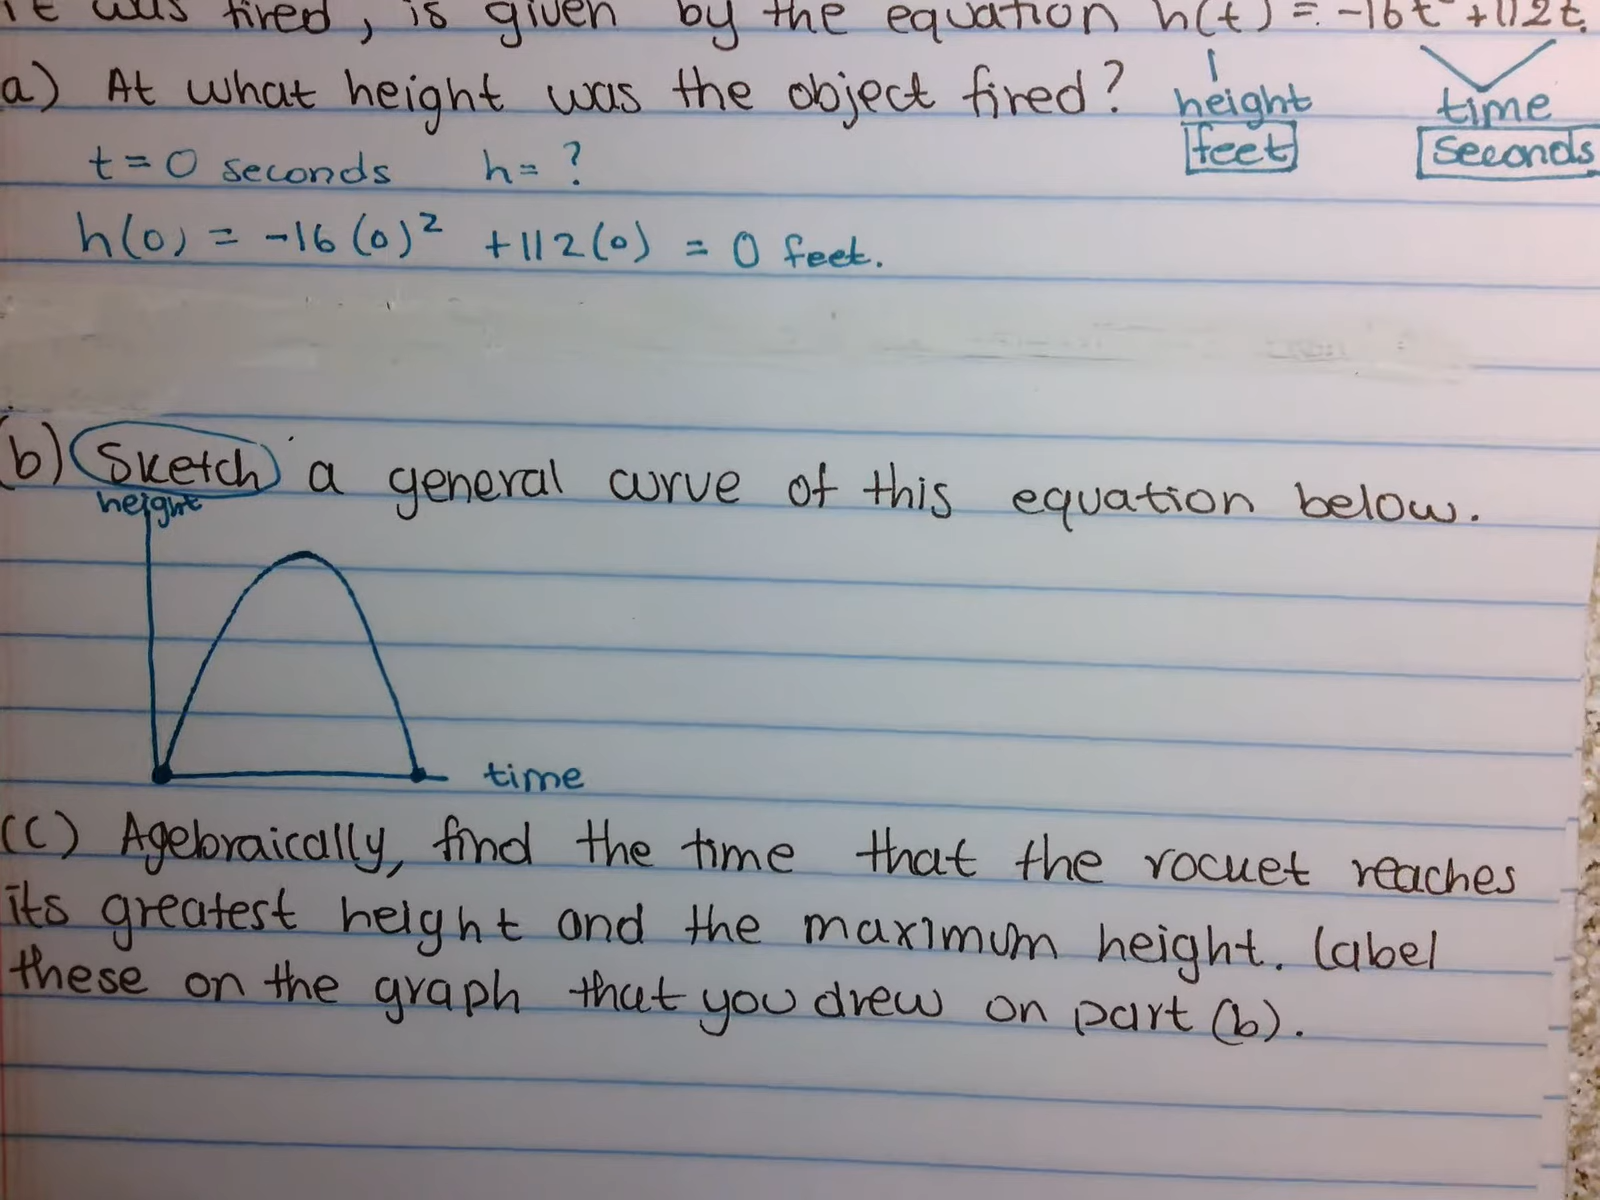 it was fired, is given by the equation h(t) = -16t² +112t.
a) At what height was the object fired?
height
feet
time
seconds
t = 0 seconds h = ?
h(0) = -16(0)² +112(0) = 0 feet.
(b) Sketch a general curve of this equation below.
height
time
(c) Agebraically, find the time that the rocket reaches
its greatest height and the maximum height. label
these on the graph that you drew on part (b).